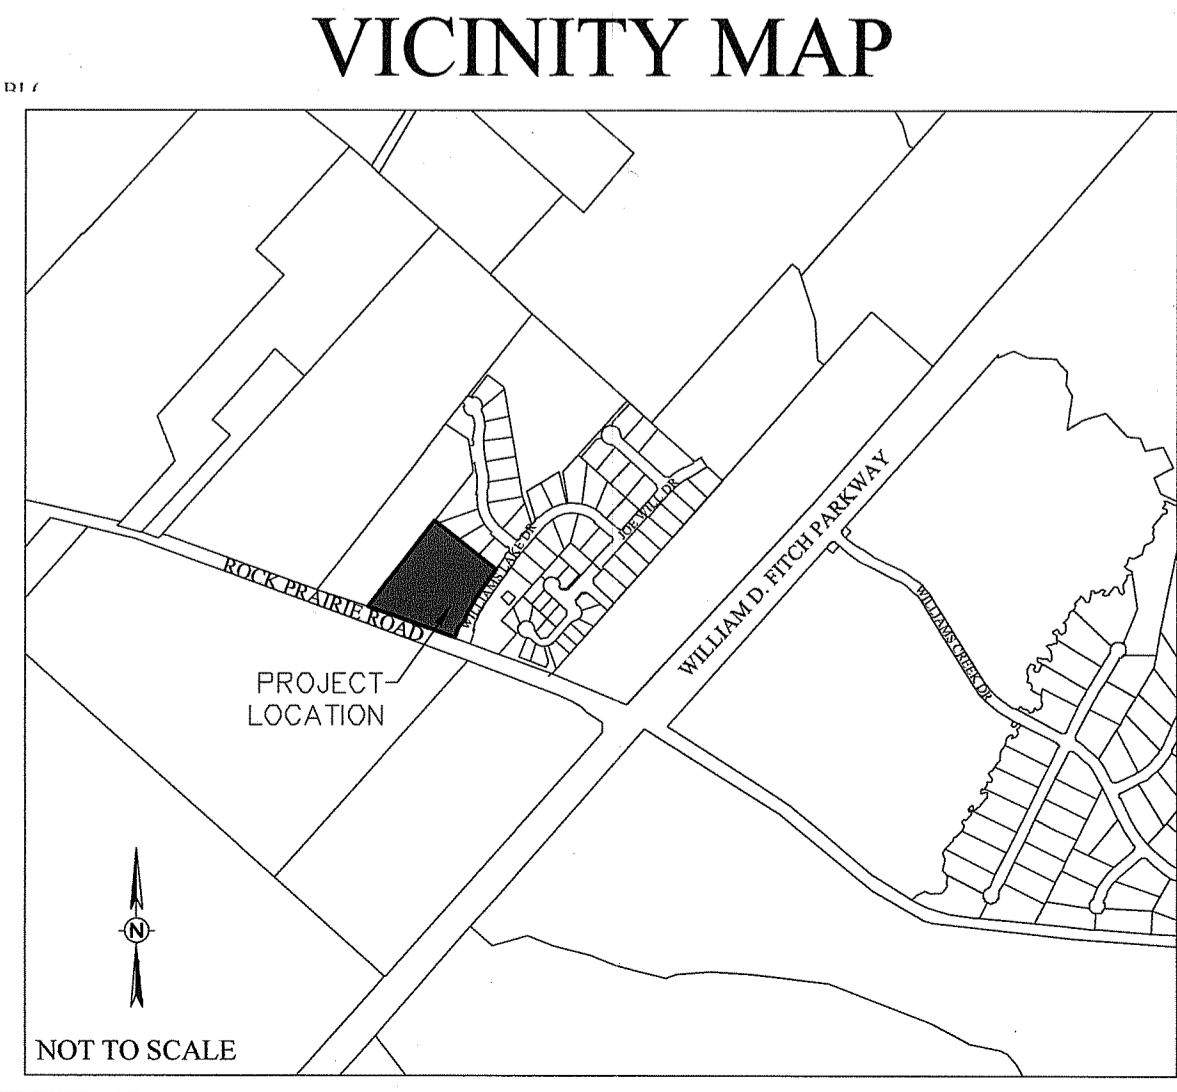 VICINITY MAP
WILLIAM D. FITCH PARKWAY
JOE WILL DR
WILLIAMS LAKE DR
ROCK PRAIRIE ROAD
WILLIAMS CREEK DR
PROJECT
LOCATION
N
NOT TO SCALE